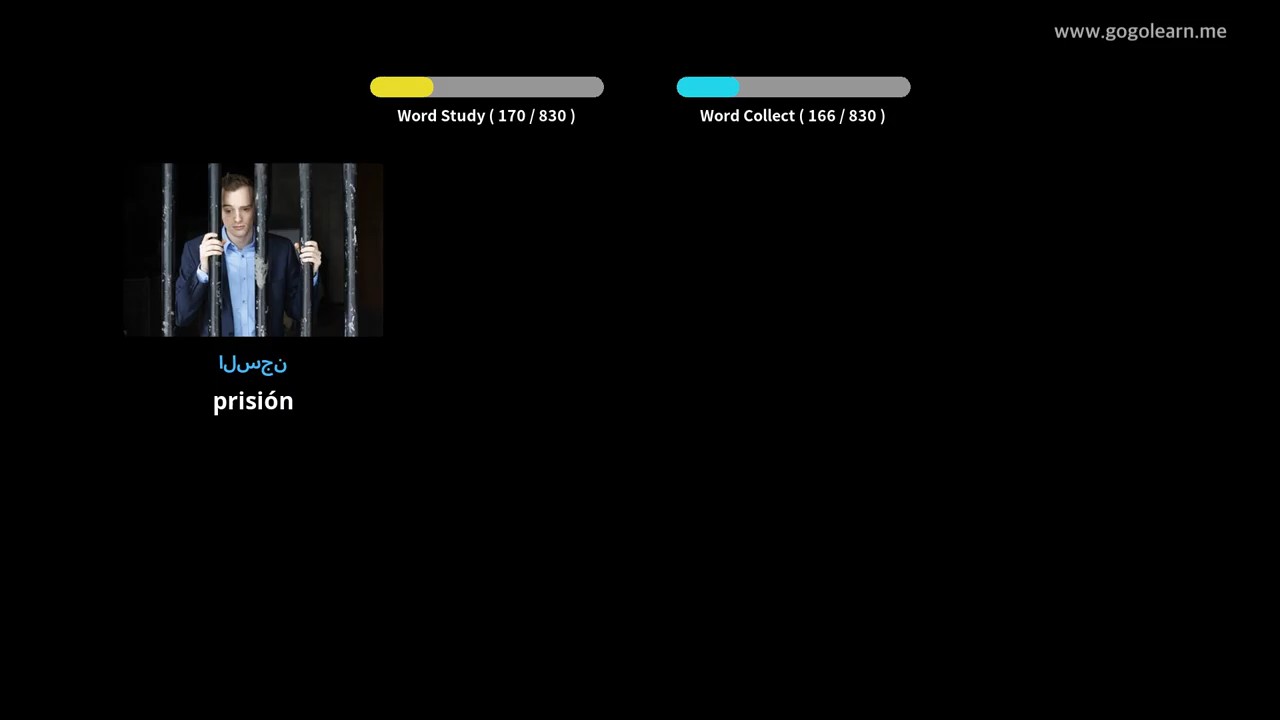 www.gogolearn.me
Word Study ( 170 / 830 )
Word Collect ( 166 / 830 )
السجن
prisión